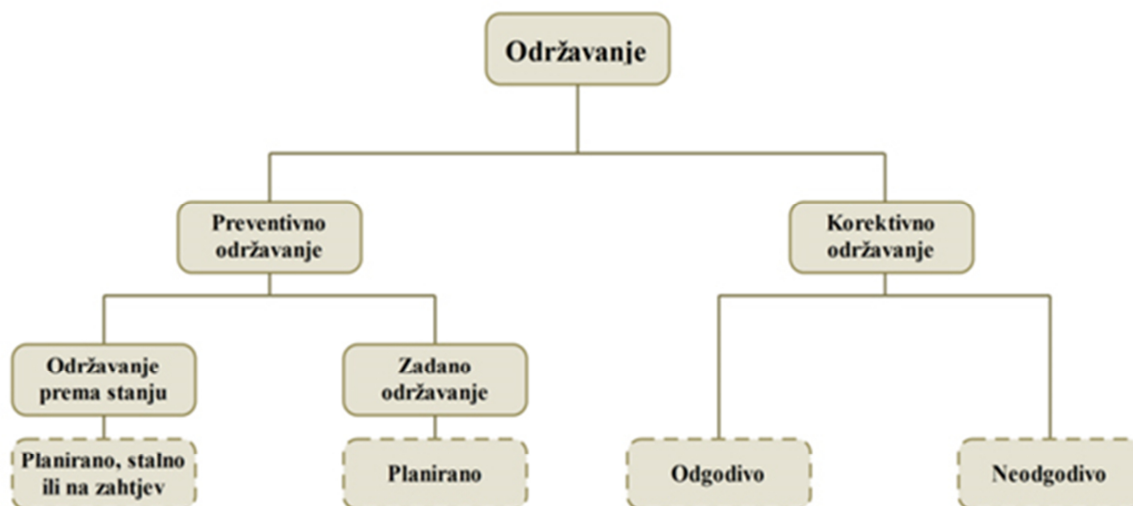 Održavanje
Preventivno
održavanje
Korektivno
održavanje
Održavanje
prema stanju
Zadano
održavanje
Planirano, stalno
ili na zahtjev
Planirano
Odgodivo
Neodgodivo